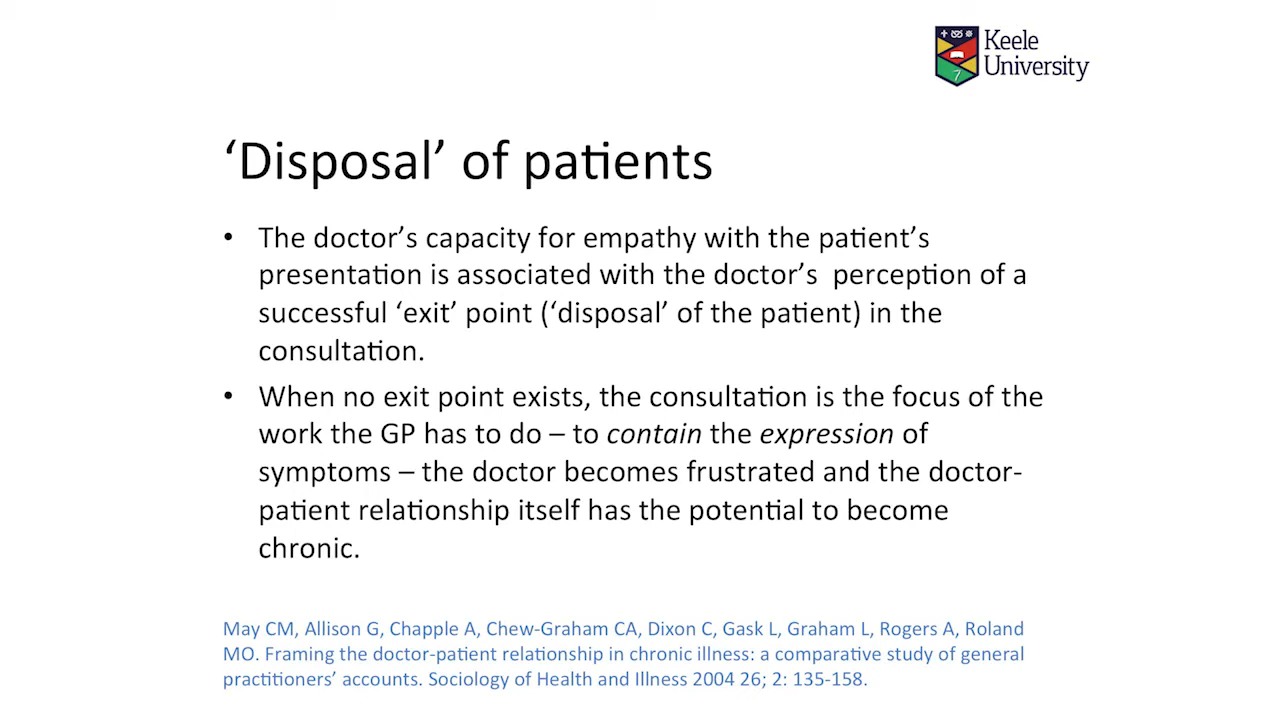 Keele
University
‘Disposal’ of patients
• The doctor’s capacity for empathy with the patient’s
presentation is associated with the doctor’s  perception of a
successful ‘exit’ point (‘disposal’ of the patient) in the
consultation.
• When no exit point exists, the consultation is the focus of the
work the GP has to do – to contain the expression of
symptoms – the doctor becomes frustrated and the doctor-
patient relationship itself has the potential to become
chronic.
May CM, Allison G, Chapple A, Chew-Graham CA, Dixon C, Gask L, Graham L, Rogers A, Roland
MO. Framing the doctor-patient relationship in chronic illness: a comparative study of general
practitioners’ accounts. Sociology of Health and Illness 2004 26; 2: 135-158.